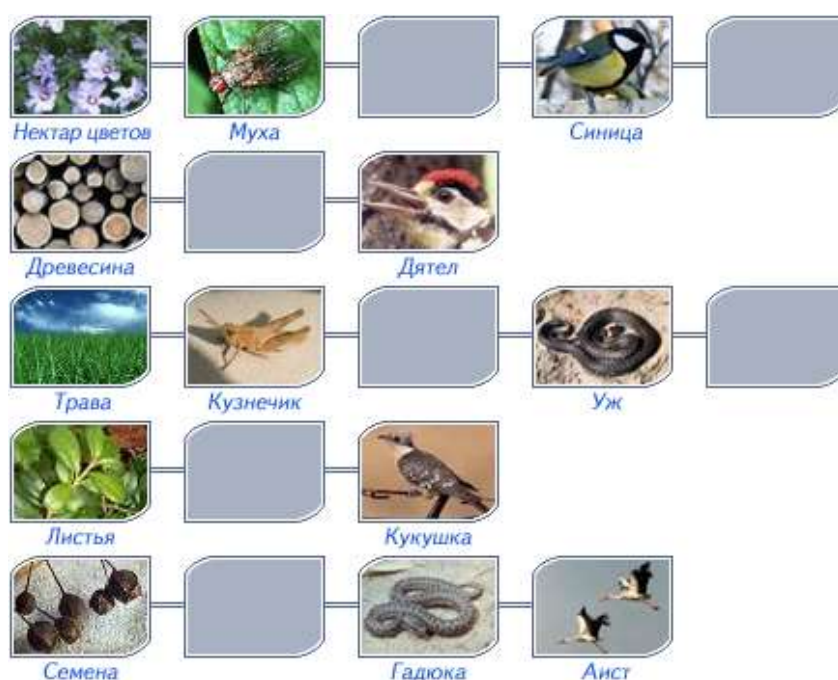 Нектар цветов Муха Синица
Древесина Дятел
Трава Кузнечик Уж
Листья Кукушка
Семена Гадюка Аист